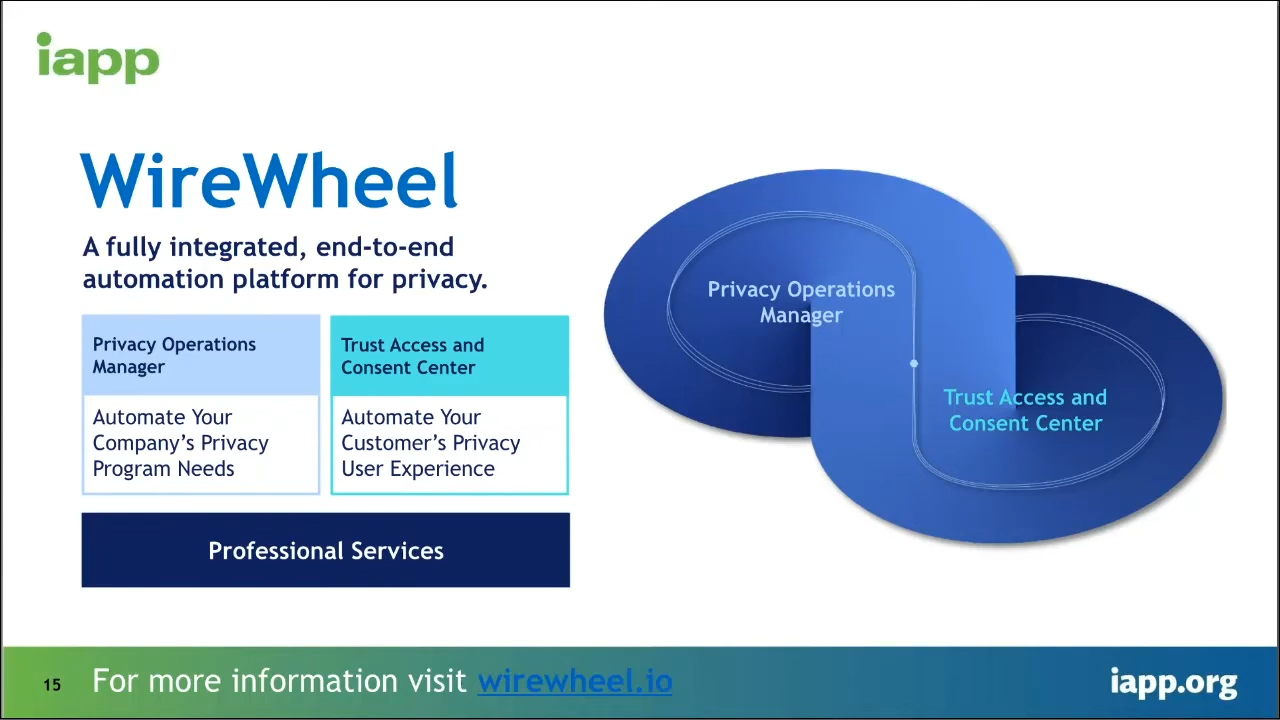 iapp
WireWheel
A fully integrated, end-to-end
automation platform for privacy.
Privacy Operations
Manager
Automate Your
Company’s Privacy
Program Needs
Trust Access and
Consent Center
Automate Your
Customer’s Privacy
User Experience
Professional Services
Privacy Operations
Manager
Trust Access and
Consent Center
15
For more information visit wirewheel.io
iapp.org